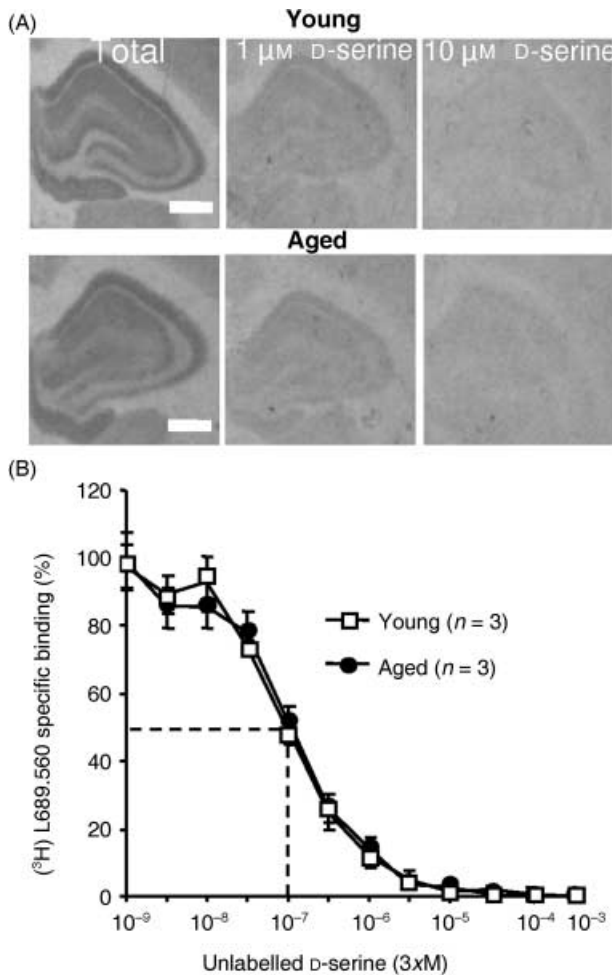 (A)
Young
Total 1 μM D-serine 10 μM D-serine
Aged
(B)
120
100
80
60
40
20
0
(³H) L689.560 specific binding (%)
Young (n = 3)
Aged (n = 3)
10⁻⁹ 10⁻⁸ 10⁻⁷ 10⁻⁶ 10⁻⁵ 10⁻⁴ 10⁻³
Unlabelled D-serine (3xM)